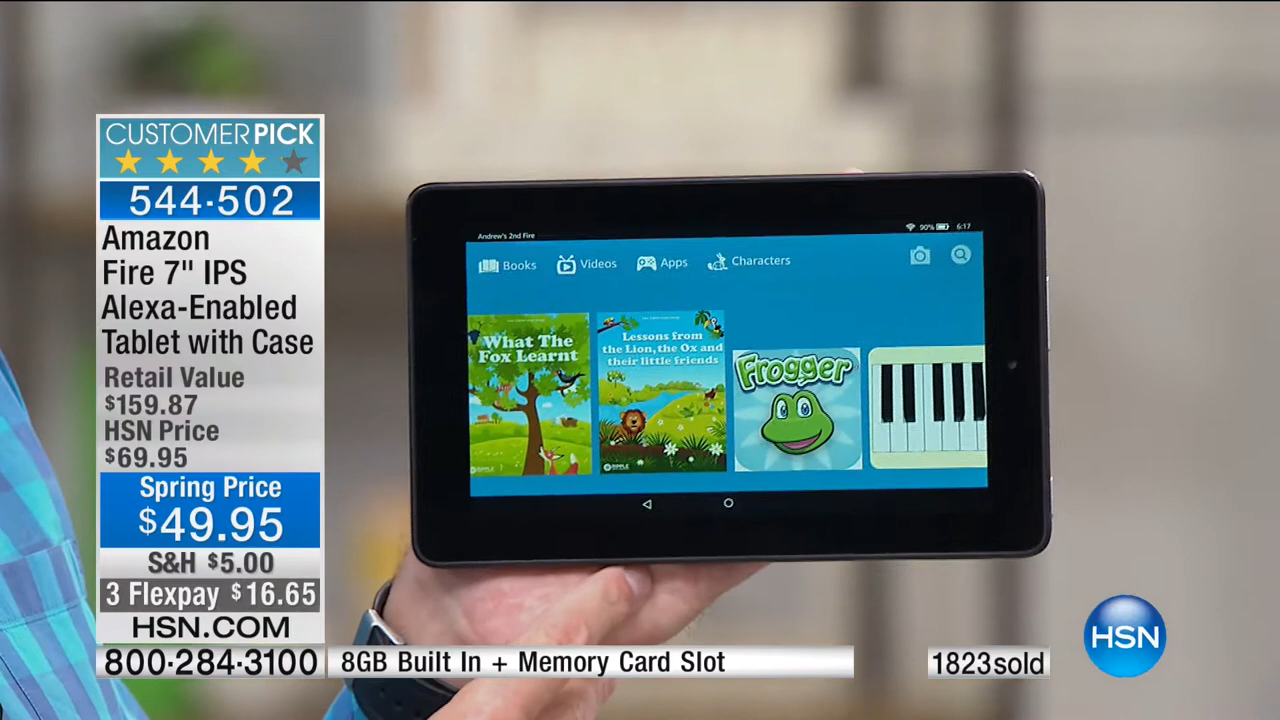 CUSTOMER PICK
544·502
Amazon
Fire 7" IPS
Alexa-Enabled
Tablet with Case
Retail Value
$159.87
HSN Price
$69.95
Spring Price
$49.95
S&H $5.00
3 Flexpay $16.65
HSN.COM
800·284·3100
8GB Built In + Memory Card Slot
1823sold
HSN
Andrew's 2nd Fire
90% 6:17
Books Videos Apps Characters
What The
Fox Learnt
Lessons from
the Lion, the Ox and
their little friends
Frogger